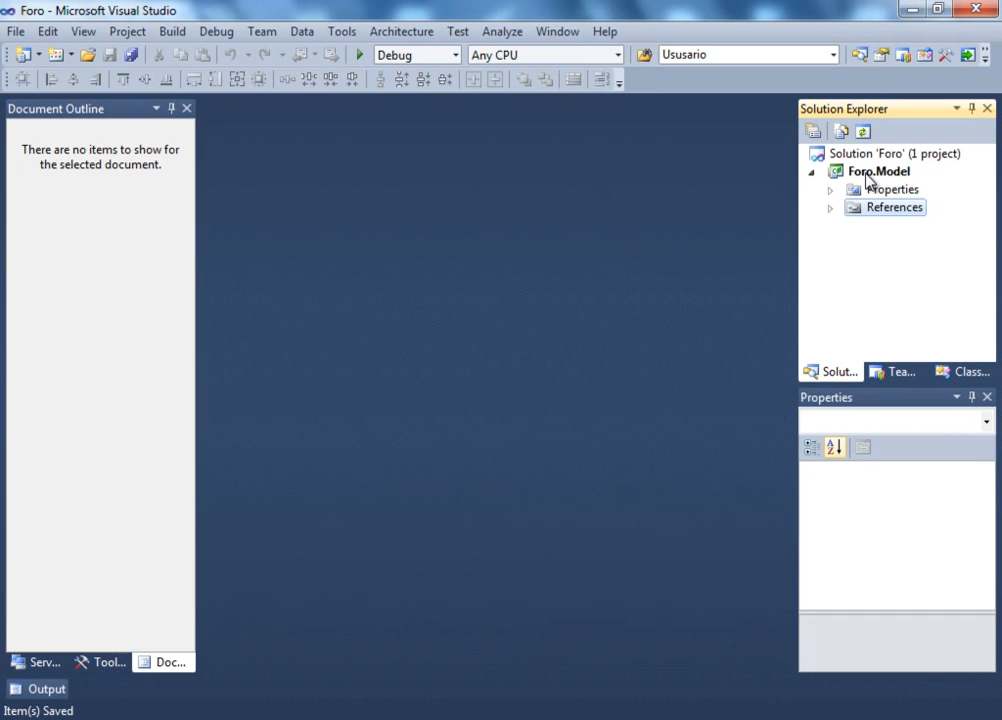 Foro - Microsoft Visual Studio
File Edit View Project Build Debug Team Data Tools Architecture Test Analyze Window Help
Debug Any CPU Ususario
Document Outline
There are no items to show for
the selected document.
Solution Explorer
Solution 'Foro' (1 project)
Foro.Model
Properties
References
Solut... Tea... Class...
Properties
Serv... Tool... Doc...
Output
Item(s) Saved